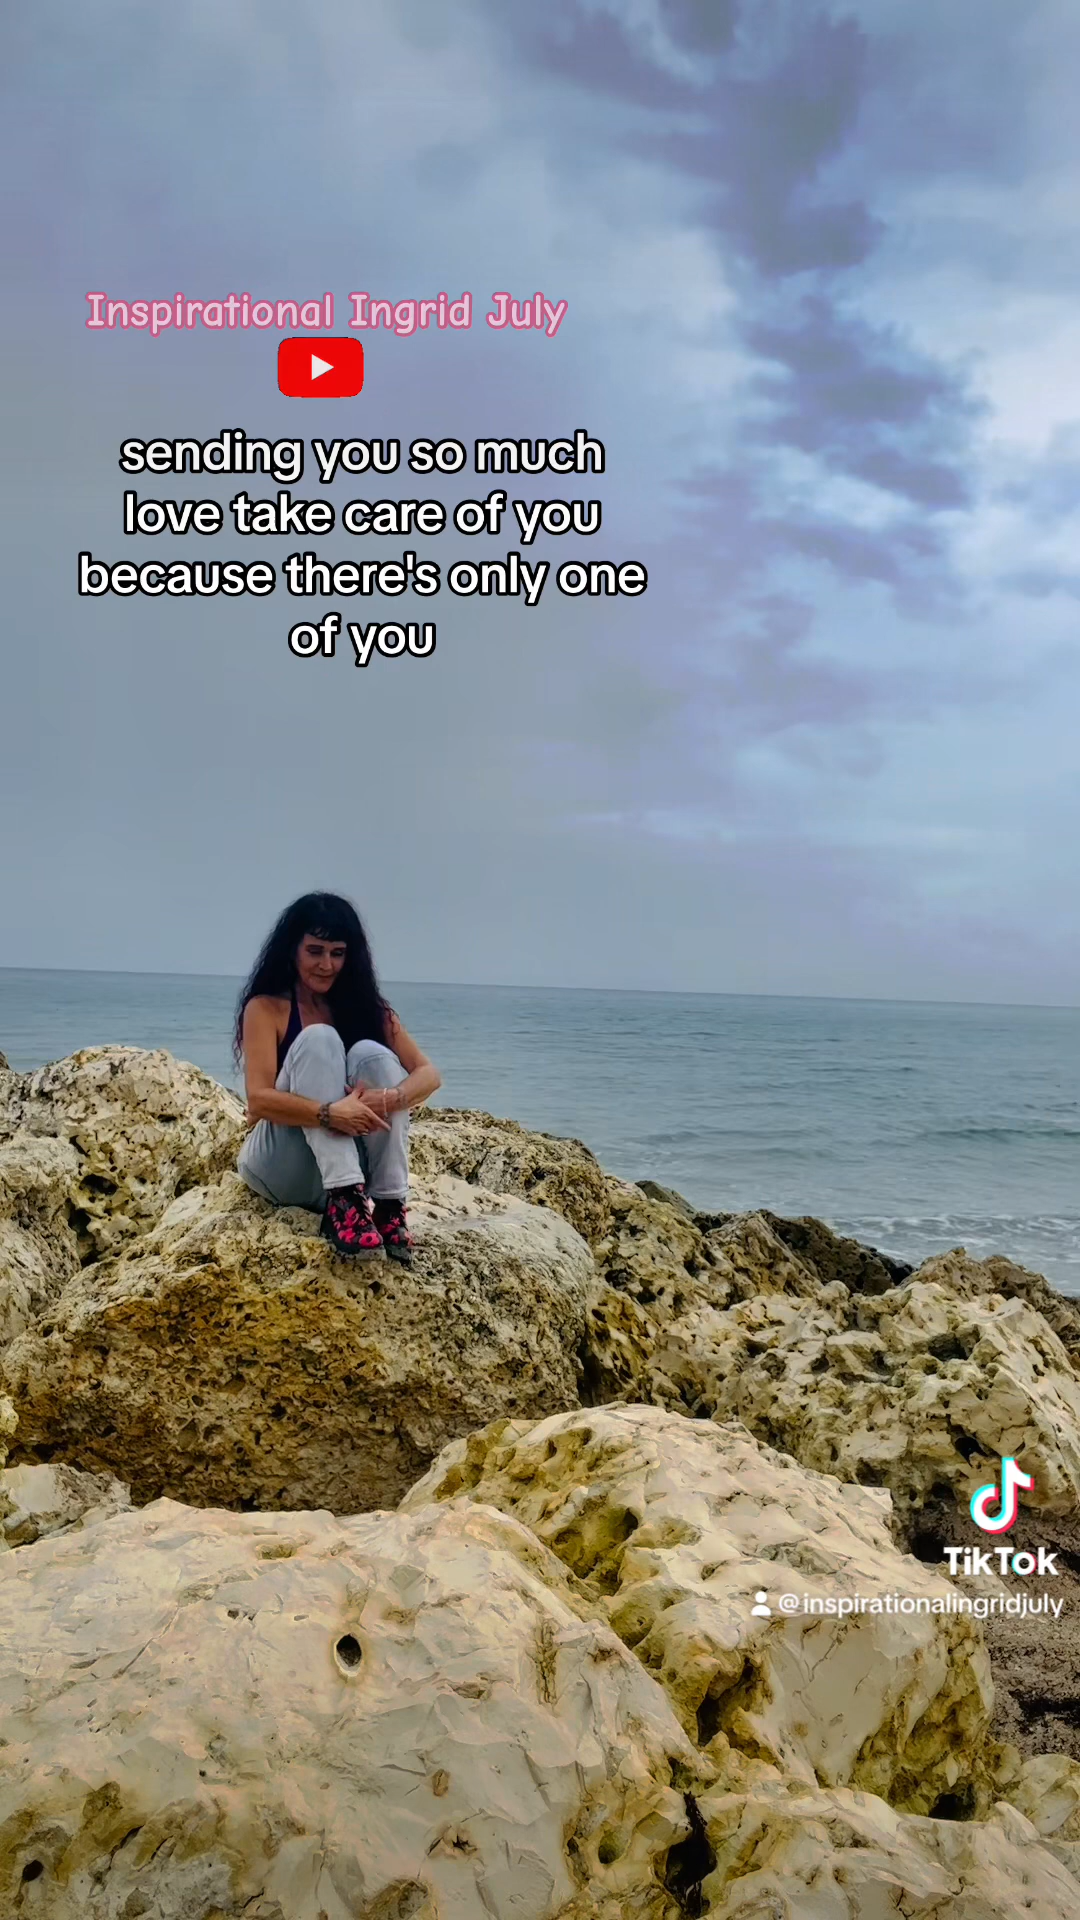 Inspirational Ingrid July
sending you so much
love take care of you
because there's only one
of you
TikTok
@inspirationalingridjuly